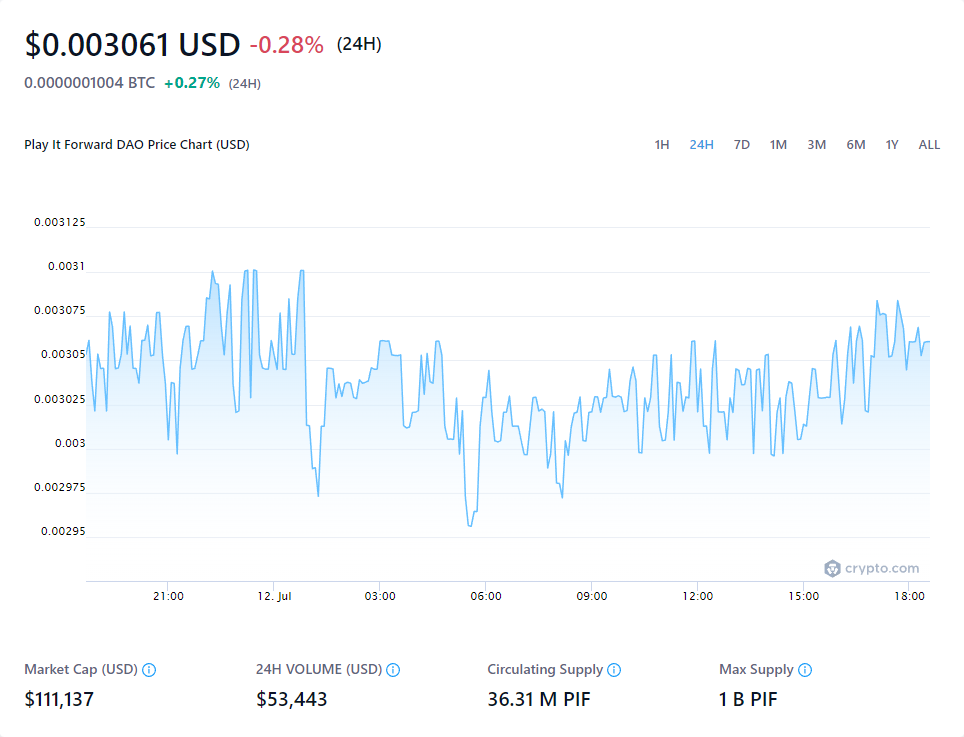 $0.003061 USD -0.28% (24H)
0.0000001004 BTC +0.27% (24H)
Play It Forward DAO Price Chart (USD) 1H 24H 7D 1M 3M 6M 1Y ALL
0.003125
0.0031
0.003075
0.00305
0.003025
0.003
0.002975
0.00295
crypto.com
21:00 12. Jul 03:00 06:00 09:00 12:00 15:00 18:00
Market Cap (USD) 24H VOLUME (USD) Circulating Supply Max Supply
$111,137 $53,443 36.31 M PIF 1 B PIF